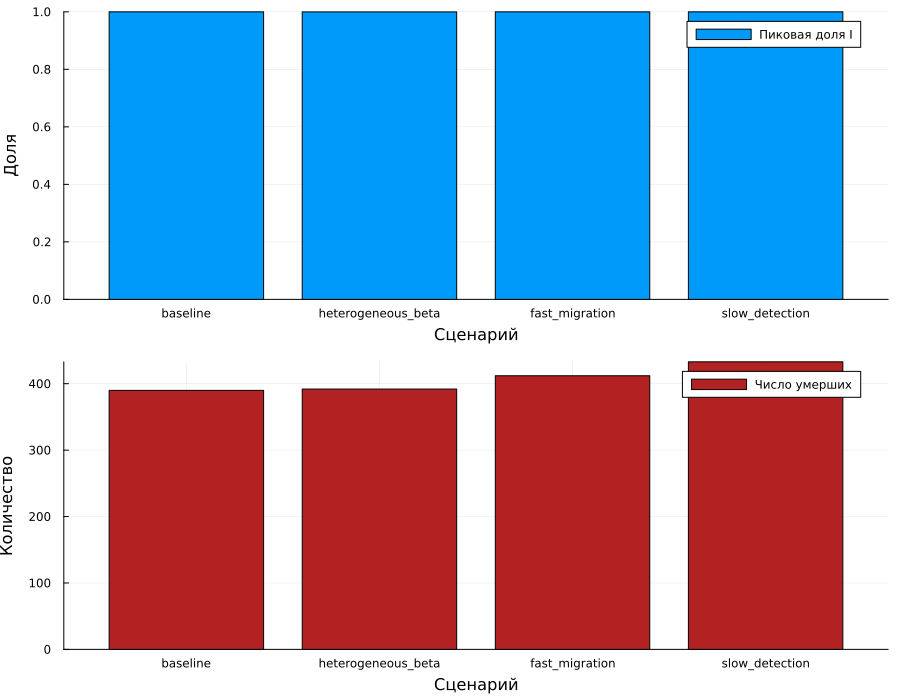 1.0
Пиковая доля I
0.8
0.6
Доля
0.4
0.2
0.0
baseline heterogeneous_beta fast_migration slow_detection
Сценарий
400
Число умерших
300
Количество
200
100
0
baseline heterogeneous_beta fast_migration slow_detection
Сценарий